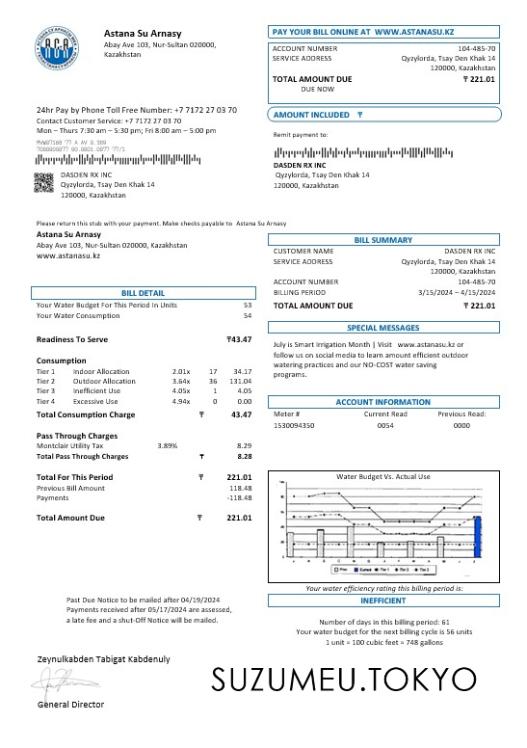 Astana Su Arnasy
Abay Ave 103, Nur-Sultan 020000,
Kazakhstan
PAY YOUR BILL ONLINE AT WWW.ASTANASU.KZ
ACCOUNT NUMBER 104-485-70
SERVICE ADDRESS Qyzylorda, Tsay Den Khak 14
120000, Kazakhstan
TOTAL AMOUNT DUE ₸ 221.01
DUE NOW
AMOUNT INCLUDED ₸
24hr Pay by Phone Toll Free Number: +7 7172 27 03 70
Contact Customer Service: +7 7172 27 03 70
Mon – Thurs 7:30 am – 5:30 pm; Fri 8:00 am – 5:00 pm
DASDEN RX INC
Qyzylorda, Tsay Den Khak 14
120000, Kazakhstan
Remit payment to:
DASDEN RX INC
Qyzylorda, Tsay Den Khak 14
120000, Kazakhstan
Please return this stub with your payment. Make checks payable to Astana Su Arnasy
Astana Su Arnasy
Abay Ave 103, Nur-Sultan 020000, Kazakhstan
www.astanasu.kz
BILL SUMMARY
CUSTOMER NAME DASDEN RX INC
SERVICE ADDRESS Qyzylorda, Tsay Den Khak 14
120000, Kazakhstan
ACCOUNT NUMBER 104-485-70
BILLING PERIOD 3/15/2024 – 4/15/2024
TOTAL AMOUNT DUE ₸ 221.01
BILL DETAIL
Your Water Budget For This Period In Units 53
Your Water Consumption 54
Readiness To Serve ₸43.47
Consumption
Tier 1 Indoor Allocation 2.01x 17 34.17
Tier 2 Outdoor Allocation 3.64x 36 131.04
Tier 3 Inefficient Use 4.05x 1 4.05
Tier 4 Excessive Use 4.94x 0 0.00
Total Consumption Charge ₸ 43.47
Pass Through Charges
Montclair Utility Tax 3.89% 8.29
Total Pass Through Charges ₸ 8.28
Total For This Period ₸ 221.01
Previous Bill Amount 118.48
Payments -118.48
Total Amount Due ₸ 221.01
SPECIAL MESSAGES
July is Smart Irrigation Month | Visit www.astanasu.kz or
follow us on social media to learn amount efficient outdoor
watering practices and our NO-COST water saving
programs.
ACCOUNT INFORMATION
Meter # Current Read Previous Read:
1530094350 0054 0000
Water Budget Vs. Actual Use
Your water efficiency rating this billing period is:
INEFFICIENT
Number of days in this billing period: 61
Your water budget for the next billing cycle is 56 units
1 unit = 100 cubic feet = 748 gallons
Past Due Notice to be mailed after 04/19/2024
Payments received after 05/17/2024 are assessed,
a late fee and a shut-Off Notice will be mailed.
Zeynulkabden Tabigat Kabdenuly
General Director
SUZUMEU.TOKYO